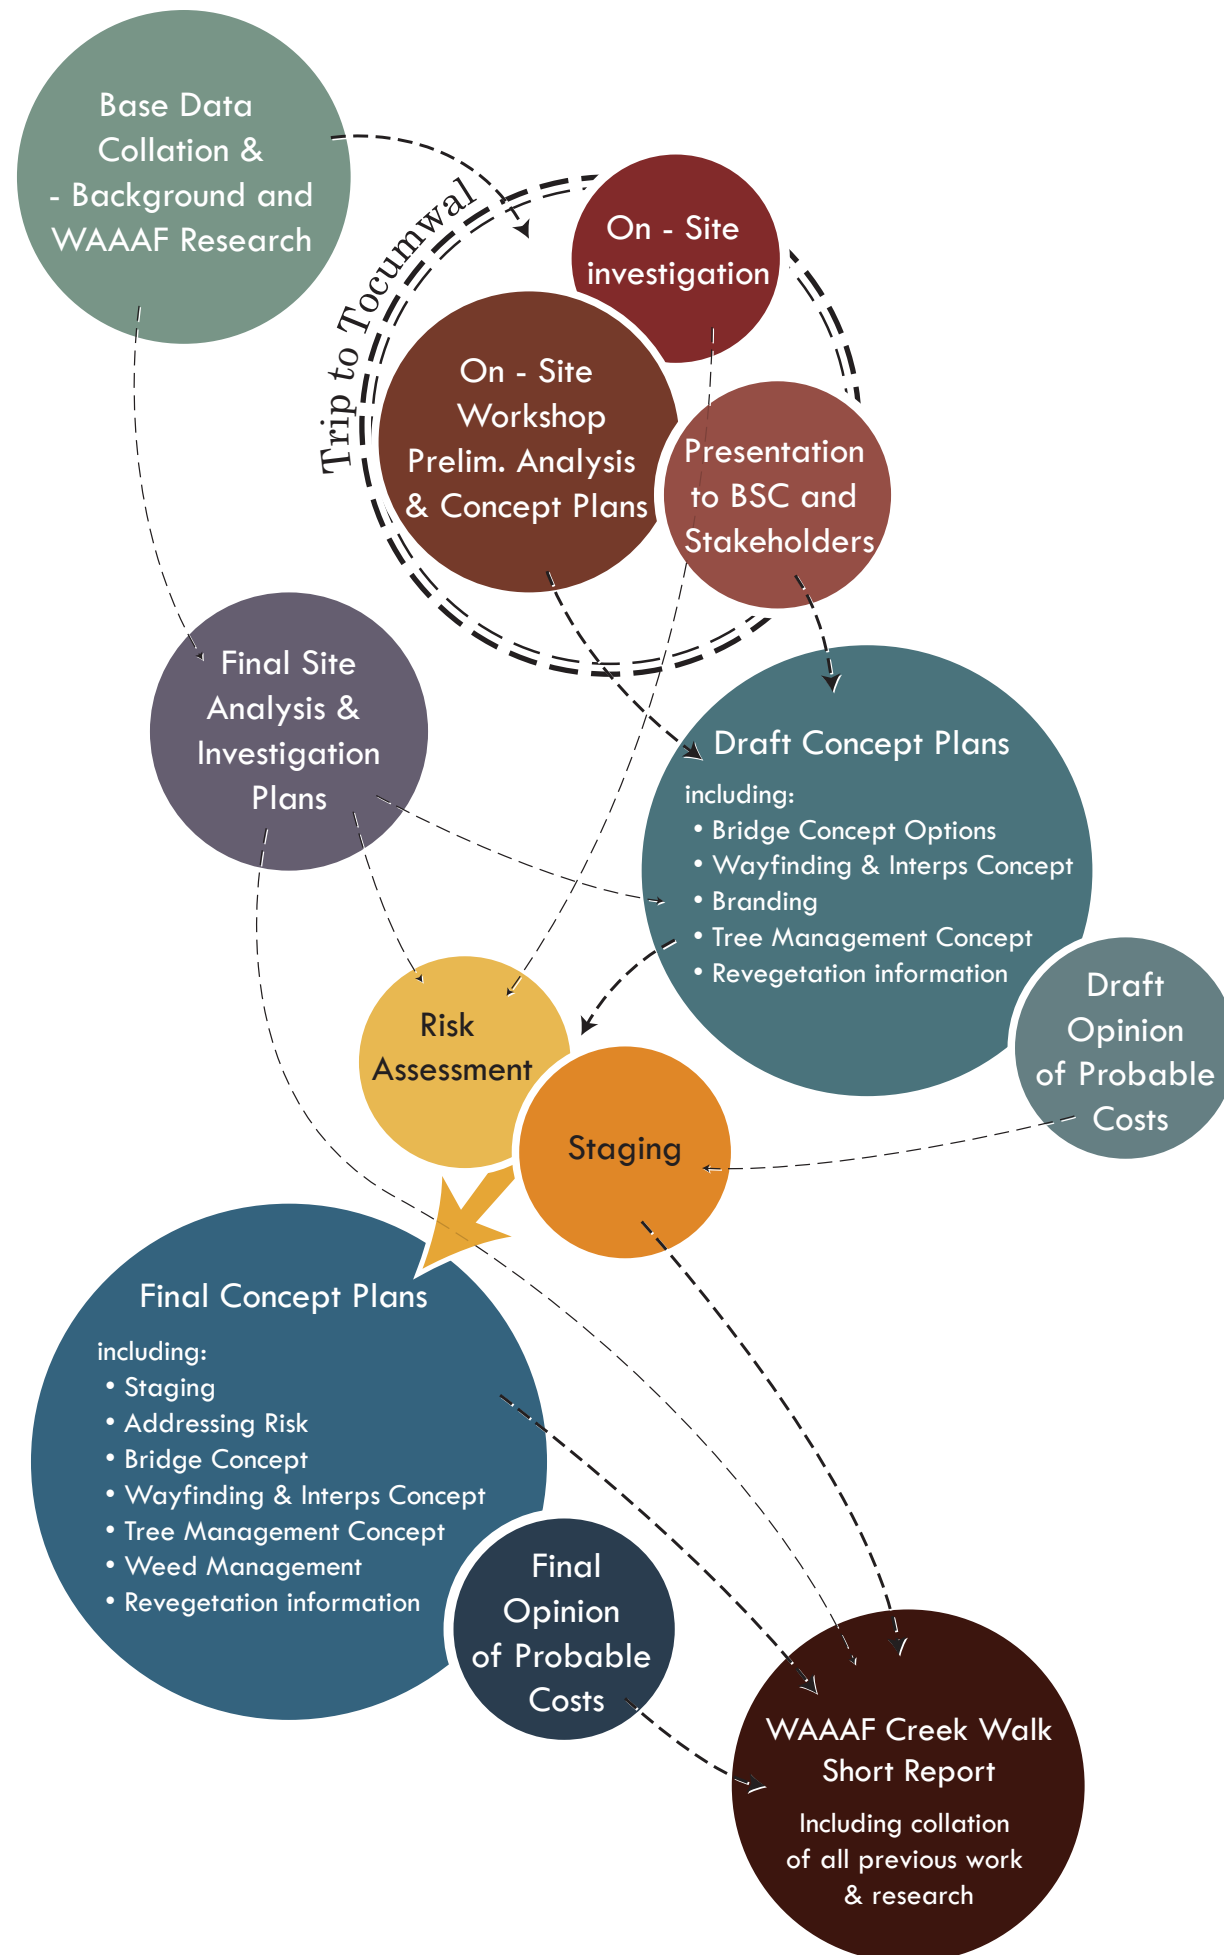 Base Data
Collation &
- Background and
WAAAF Research
Trip to Tocumwal
On - Site
investigation
On - Site
Workshop
Prelim. Analysis
& Concept Plans
Presentation
to BSC and
Stakeholders
Final Site
Analysis &
Investigation
Plans
Draft Concept Plans
including:
• Bridge Concept Options
• Wayfinding & Interps Concept
• Branding
• Tree Management Concept
• Revegetation information
Draft
Opinion
of Probable
Costs
Risk
Assessment
Staging
Final Concept Plans
including:
• Staging
• Addressing Risk
• Bridge Concept
• Wayfinding & Interps Concept
• Tree Management Concept
• Weed Management
• Revegetation information
Final
Opinion
of Probable
Costs
WAAAF Creek Walk
Short Report
Including collation
of all previous work
& research